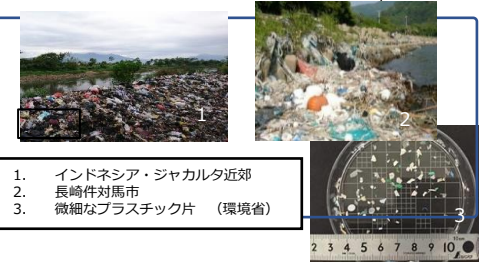 1
2
1. インドネシア・ジャカルタ近郊
2. 長崎件対馬市
3. 微細なプラスチック片 （環境省）
3
2 3 4 5 6 7 8 9 10